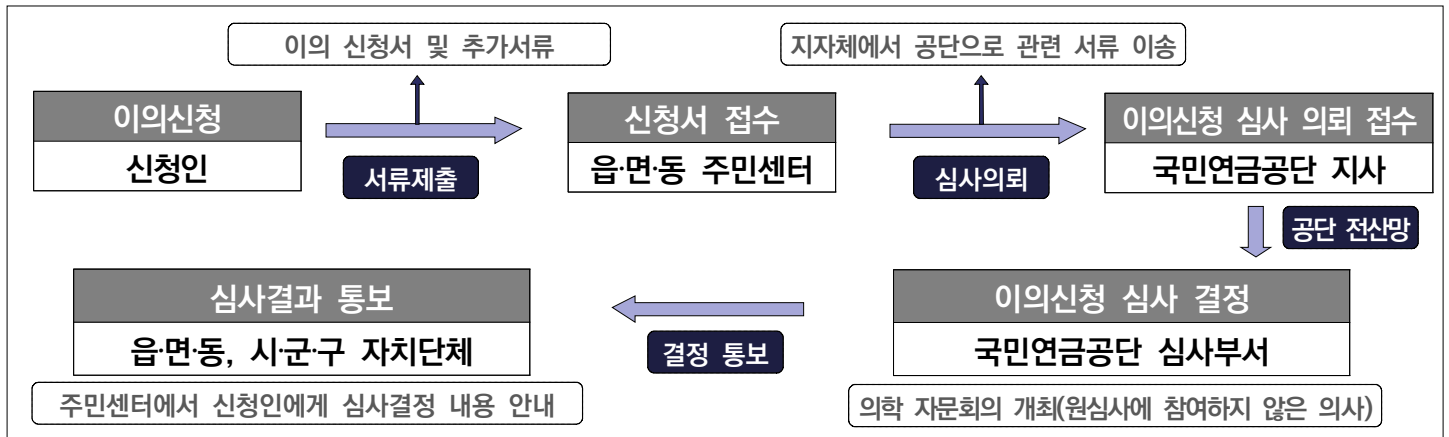 이의 신청서 및 추가서류
지자체에서 공단으로 관련 서류 이송
이의신청
신청인
서류제출
신청서 접수
읍·면·동 주민센터
심사의뢰
이의신청 심사 의뢰 접수
국민연금공단 지사
공단 전산망
이의신청 심사 결정
국민연금공단 심사부서
의학 자문회의 개최(원심사에 참여하지 않은 의사)
결정 통보
심사결과 통보
읍·면·동, 시·군·구 자치단체
주민센터에서 신청인에게 심사결정 내용 안내